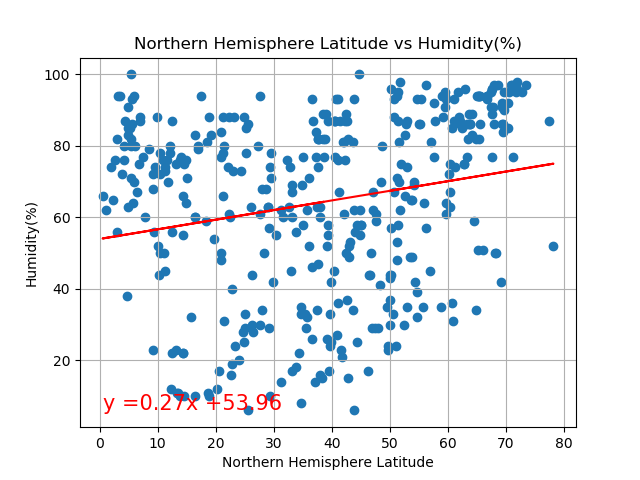 Northern Hemisphere Latitude vs Humidity(%)
100
80
60
40
20
Humidity(%)
y =0.27x +53.96
0 10 20 30 40 50 60 70 80
Northern Hemisphere Latitude